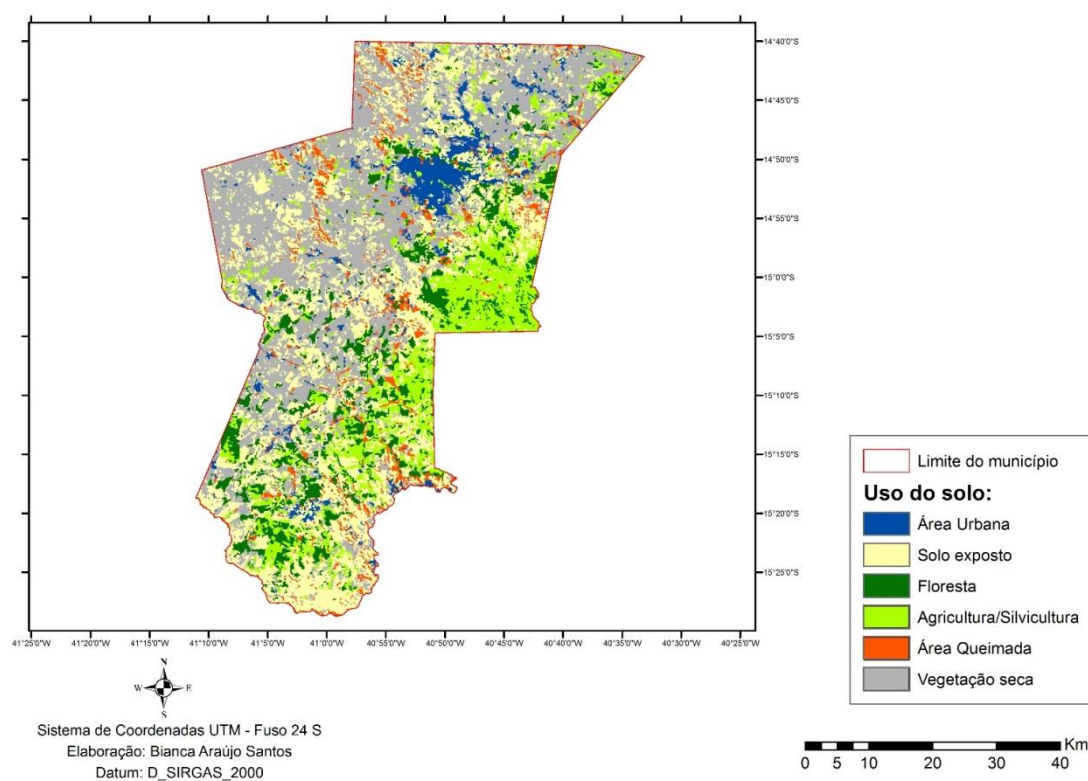 14°40'0"S
14°45'0"S
14°50'0"S
14°55'0"S
15°0'0"S
15°5'0"S
15°10'0"S
15°15'0"S
15°20'0"S
15°25'0"S
41°25'0"W 41°20'0"W 41°15'0"W 41°10'0"W 41°5'0"W 41°0'0"W 40°55'0"W 40°50'0"W 40°45'0"W 40°40'0"W 40°35'0"W 40°30'0"W 40°25'0"W
Limite do município
Uso do solo:
Área Urbana
Solo exposto
Floresta
Agricultura/Silvicultura
Área Queimada
Vegetação seca
N
W E
S
Sistema de Coordenadas UTM - Fuso 24 S
Elaboração: Bianca Araújo Santos
Datum: D_SIRGAS_2000
Km
0 5 10 20 30 40